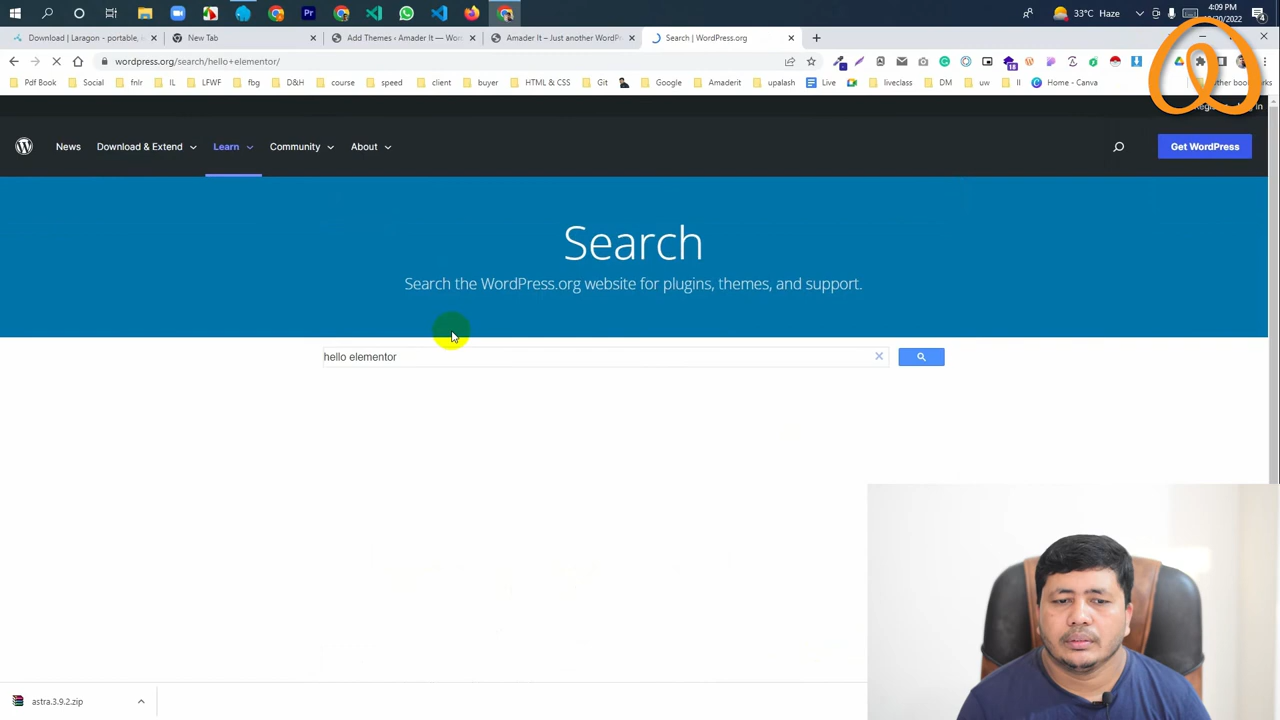 4:09 PM
33°C Haze
4
Download | Laragon - portable, i
New Tab
Add Themes ‹ Amader It — Wor
Amader It – Just another WordP
Search | WordPress.org
wordpress.org/search/hello+elementor/
Pdf Book
Social
fnlr
IL
LFWF
fbg
D&H
course
speed
client
buyer
HTML & CSS
Git
Google
Amaderit
upalash
Live
liveclass
DM
uw
II
Home - Canva
News
Download & Extend
Learn
Community
About
Get WordPress
Search
Search the WordPress.org website for plugins, themes, and support.
hello elementor
astra.3.9.2.zip